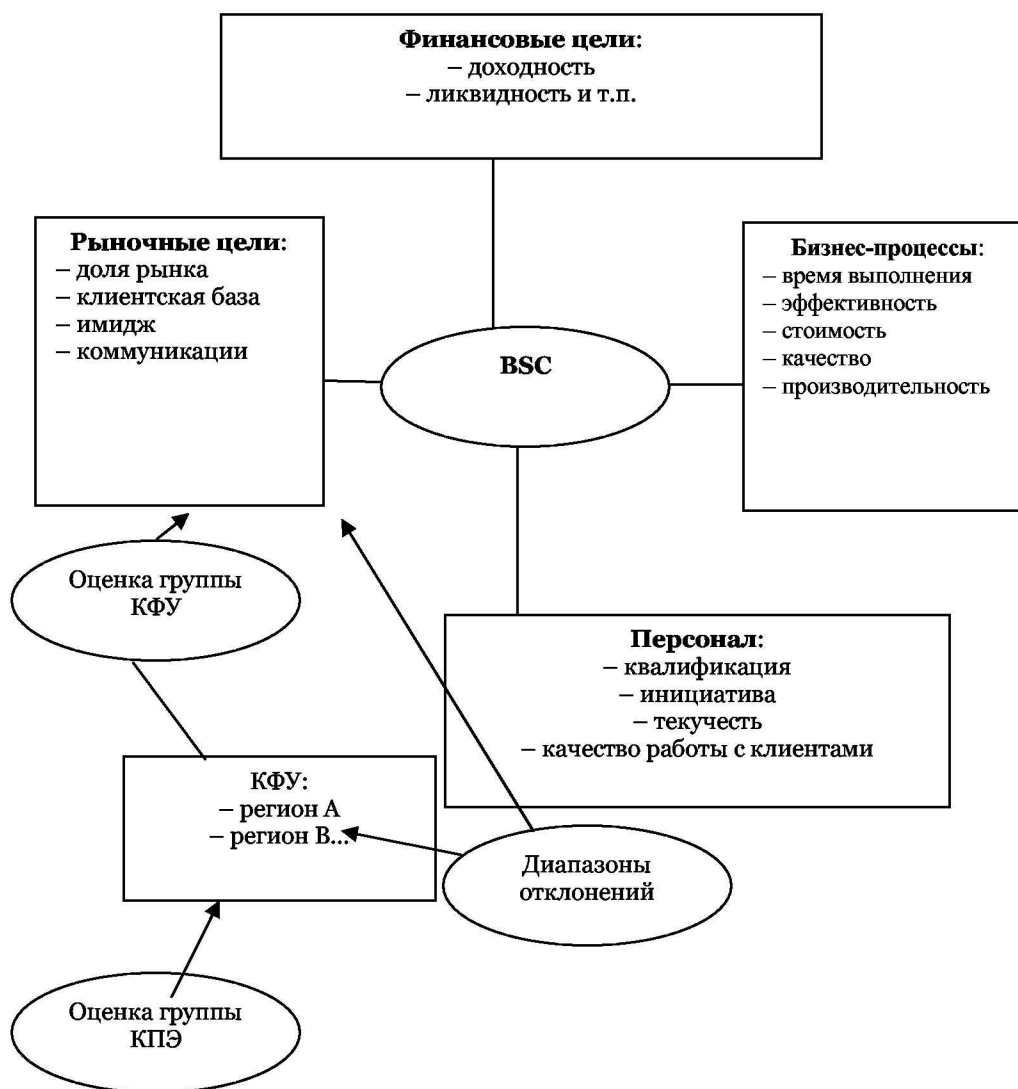 Финансовые цели:
– доходность
– ликвидность и т.п.
Рыночные цели:
– доля рынка
– клиентская база
– имидж
– коммуникации
Бизнес-процессы:
– время выполнения
– эффективность
– стоимость
– качество
– производительность
BSC
Оценка группы
КФУ
Персонал:
– квалификация
– инициатива
– текучесть
– качество работы с клиентами
КФУ:
– регион А
– регион В...
Диапазоны
отклонений
Оценка группы
КПЭ